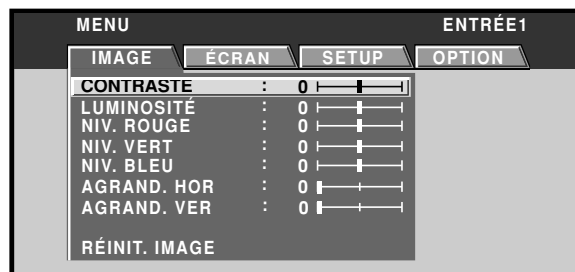 MENU ENTRÉE1
IMAGE ÉCRAN SETUP OPTION
CONTRASTE : 0
LUMINOSITÉ : 0
NIV. ROUGE : 0
NIV. VERT : 0
NIV. BLEU : 0
AGRAND. HOR : 0
AGRAND. VER : 0
RÉINIT. IMAGE